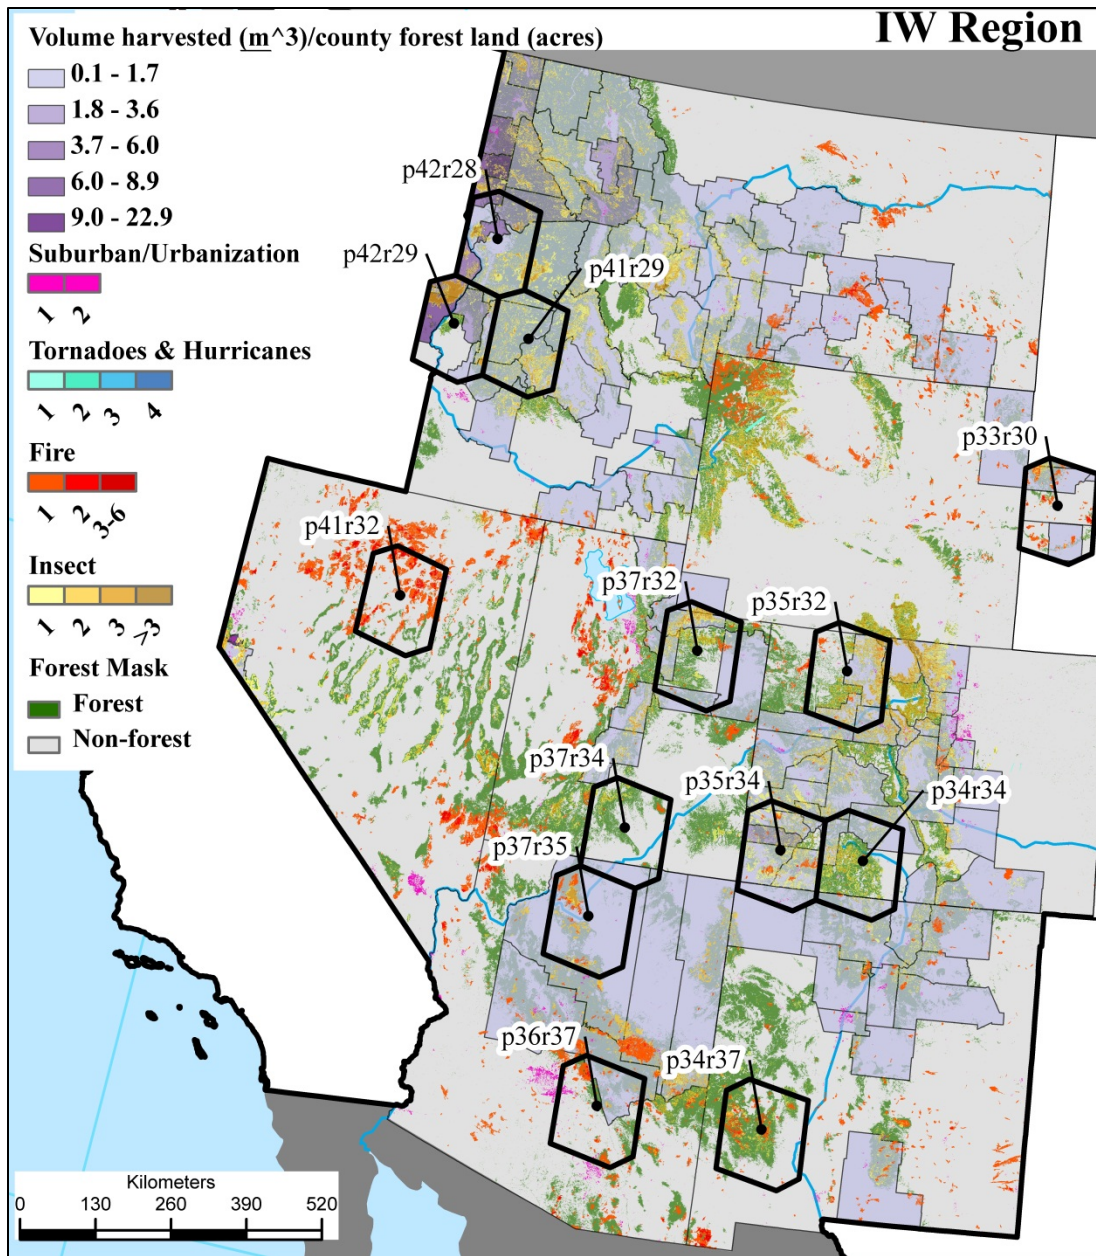 IW Region
Volume harvested (m^3)/county forest land (acres)
0.1 - 1.7
1.8 - 3.6
3.7 - 6.0
6.0 - 8.9
9.0 - 22.9
Suburban/Urbanization
1 2
Tornadoes & Hurricanes
1 2 3 4
Fire
1 2 3-6
Insect
1 2 3 >3
Forest Mask
Forest
Non-forest
p42r28
p42r29
p41r29
p33r30
p41r32
p37r32
p35r32
p37r34
p35r34
p34r34
p37r35
p36r37
p34r37
Kilometers
0 130 260 390 520